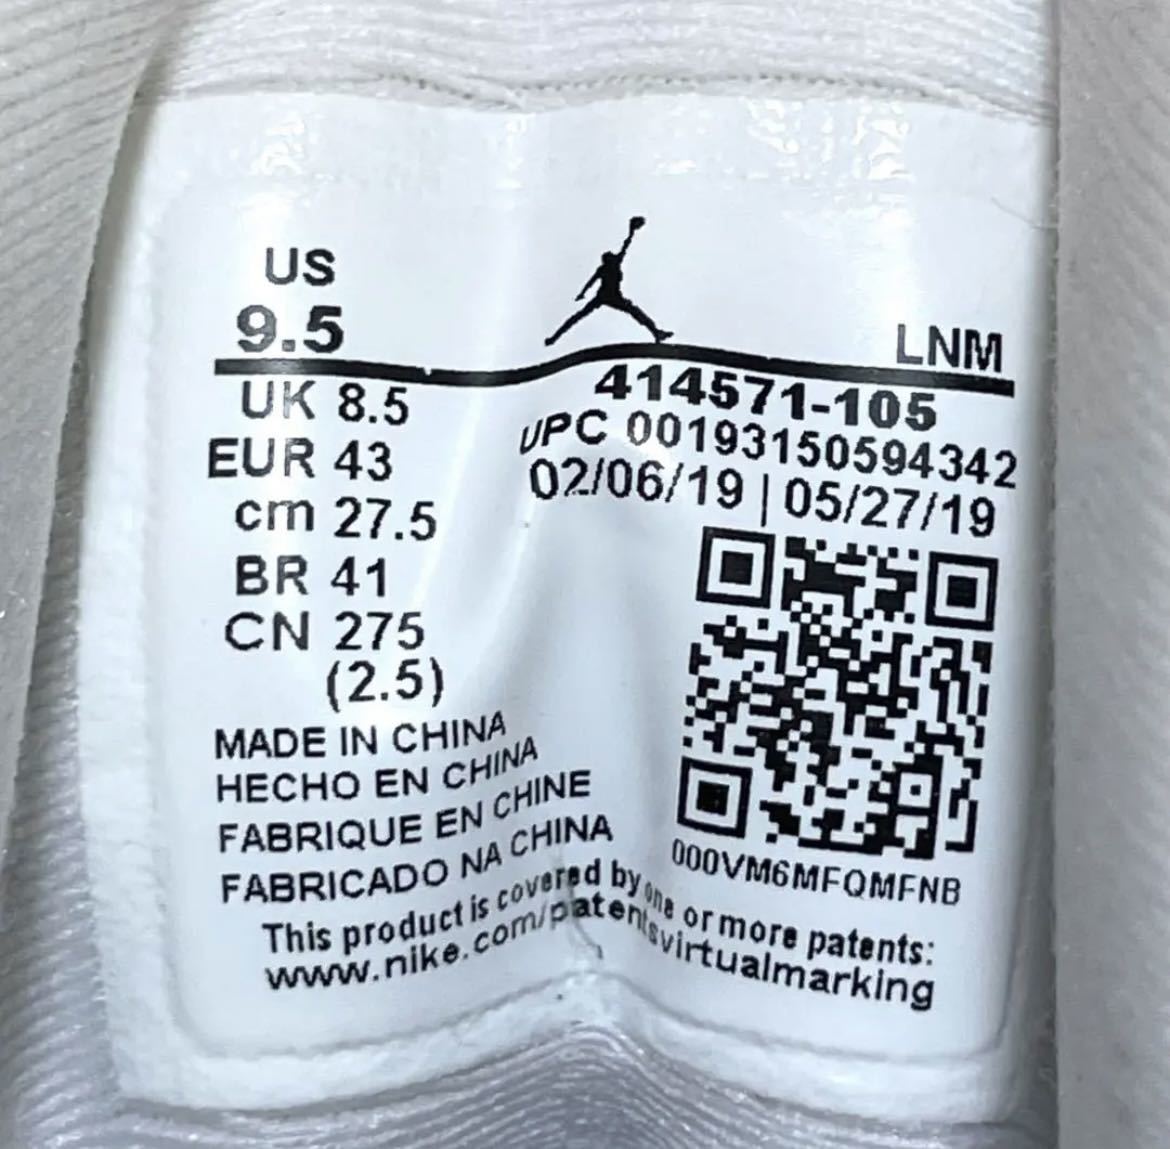 US
9.5
LNM
UK 8.5
414571-105
EUR 43
UPC 00193150594342
cm 27.5
02/06/19 | 05/27/19
BR 41
CN 275
(2.5)
MADE IN CHINA
HECHO EN CHINA
FABRIQUE EN CHINE
FABRICADO NA CHINA
000VM6MFQMFNB
This product is covered by one or more patents:
www.nike.com/patentsvirtualmarking